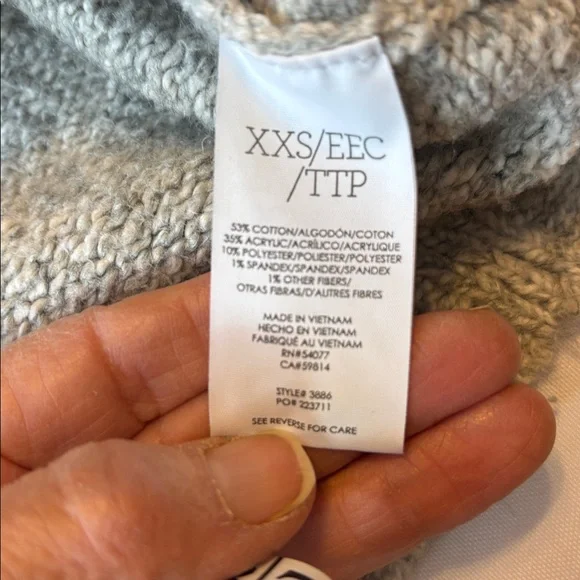 XXS/EEC
/TTP
53% COTTON/ALGODÓN/COTON
35% ACRYLIC/ACRÍLICO/ACRYLIQUE
10% POLYESTER/POLIÉSTER/POLYESTER
1% SPANDEX/SPANDEX/SPANDEX
1% OTHER FIBERS/
OTRAS FIBRAS/D'AUTRES FIBRES
MADE IN VIETNAM
HECHO EN VIETNAM
FABRIQUÉ AU VIETNAM
RN#54077
CA#59814
STYLE# 3886
PO# 223711
SEE REVERSE FOR CARE